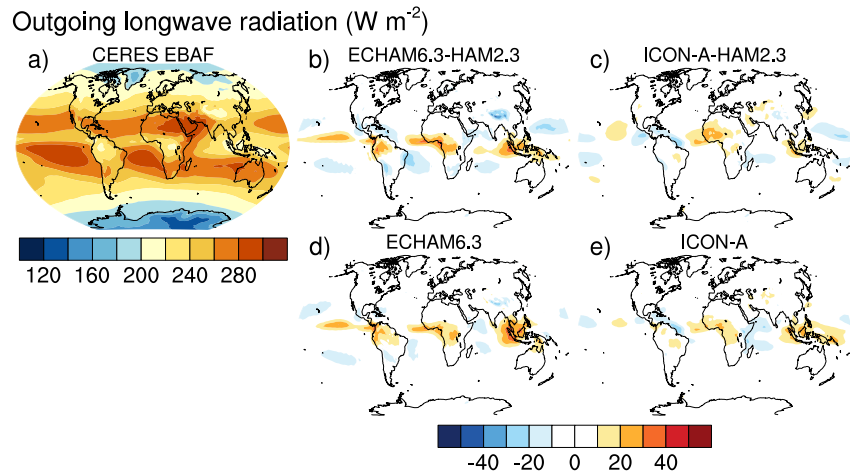 Outgoing longwave radiation (W m-2)
a) CERES EBAF
b) ECHAM6.3-HAM2.3
c) ICON-A-HAM2.3
120 160 200 240 280
d) ECHAM6.3
e) ICON-A
-40 -20 0 20 40